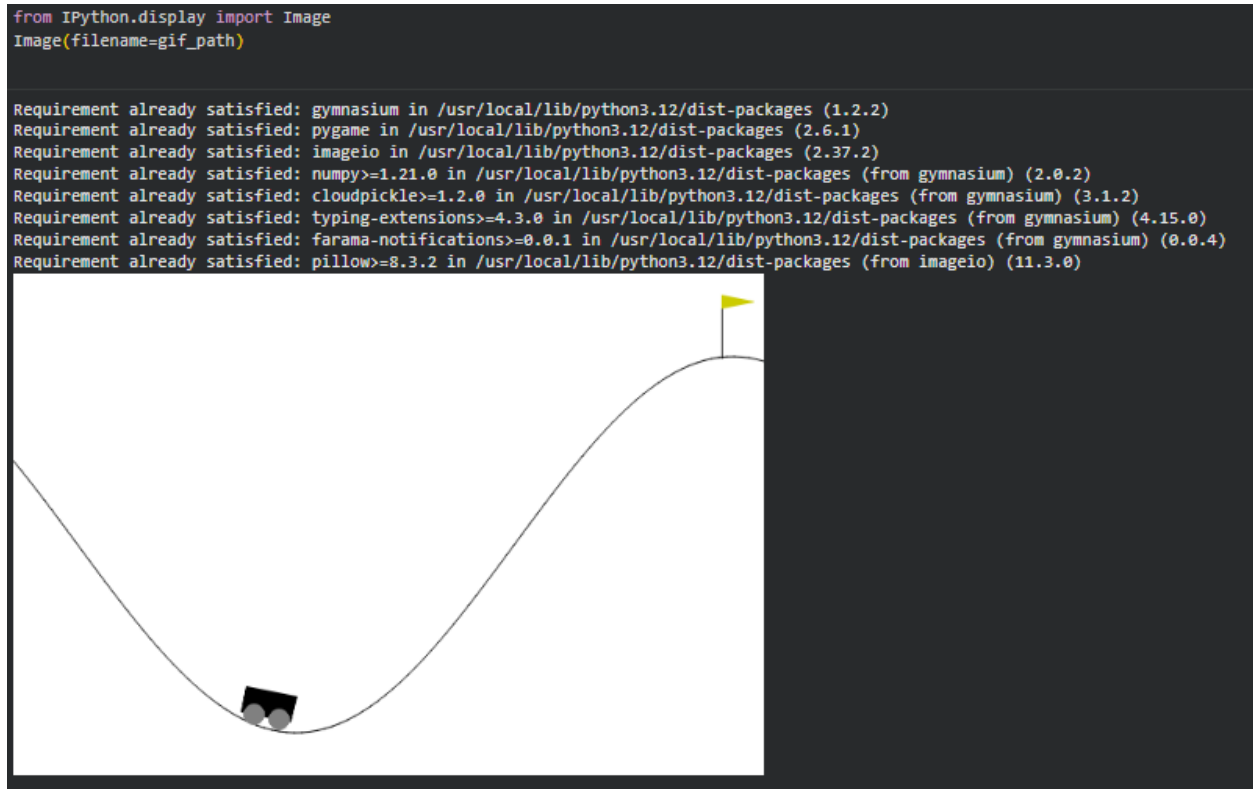 from IPython.display import Image
Image(filename=gif_path)
Requirement already satisfied: gymnasium in /usr/local/lib/python3.12/dist-packages (1.2.2)
Requirement already satisfied: pygame in /usr/local/lib/python3.12/dist-packages (2.6.1)
Requirement already satisfied: imageio in /usr/local/lib/python3.12/dist-packages (2.37.2)
Requirement already satisfied: numpy>=1.21.0 in /usr/local/lib/python3.12/dist-packages (from gymnasium) (2.0.2)
Requirement already satisfied: cloudpickle>=1.2.0 in /usr/local/lib/python3.12/dist-packages (from gymnasium) (3.1.2)
Requirement already satisfied: typing-extensions>=4.3.0 in /usr/local/lib/python3.12/dist-packages (from gymnasium) (4.15.0)
Requirement already satisfied: farama-notifications>=0.0.1 in /usr/local/lib/python3.12/dist-packages (from gymnasium) (0.0.4)
Requirement already satisfied: pillow>=8.3.2 in /usr/local/lib/python3.12/dist-packages (from imageio) (11.3.0)